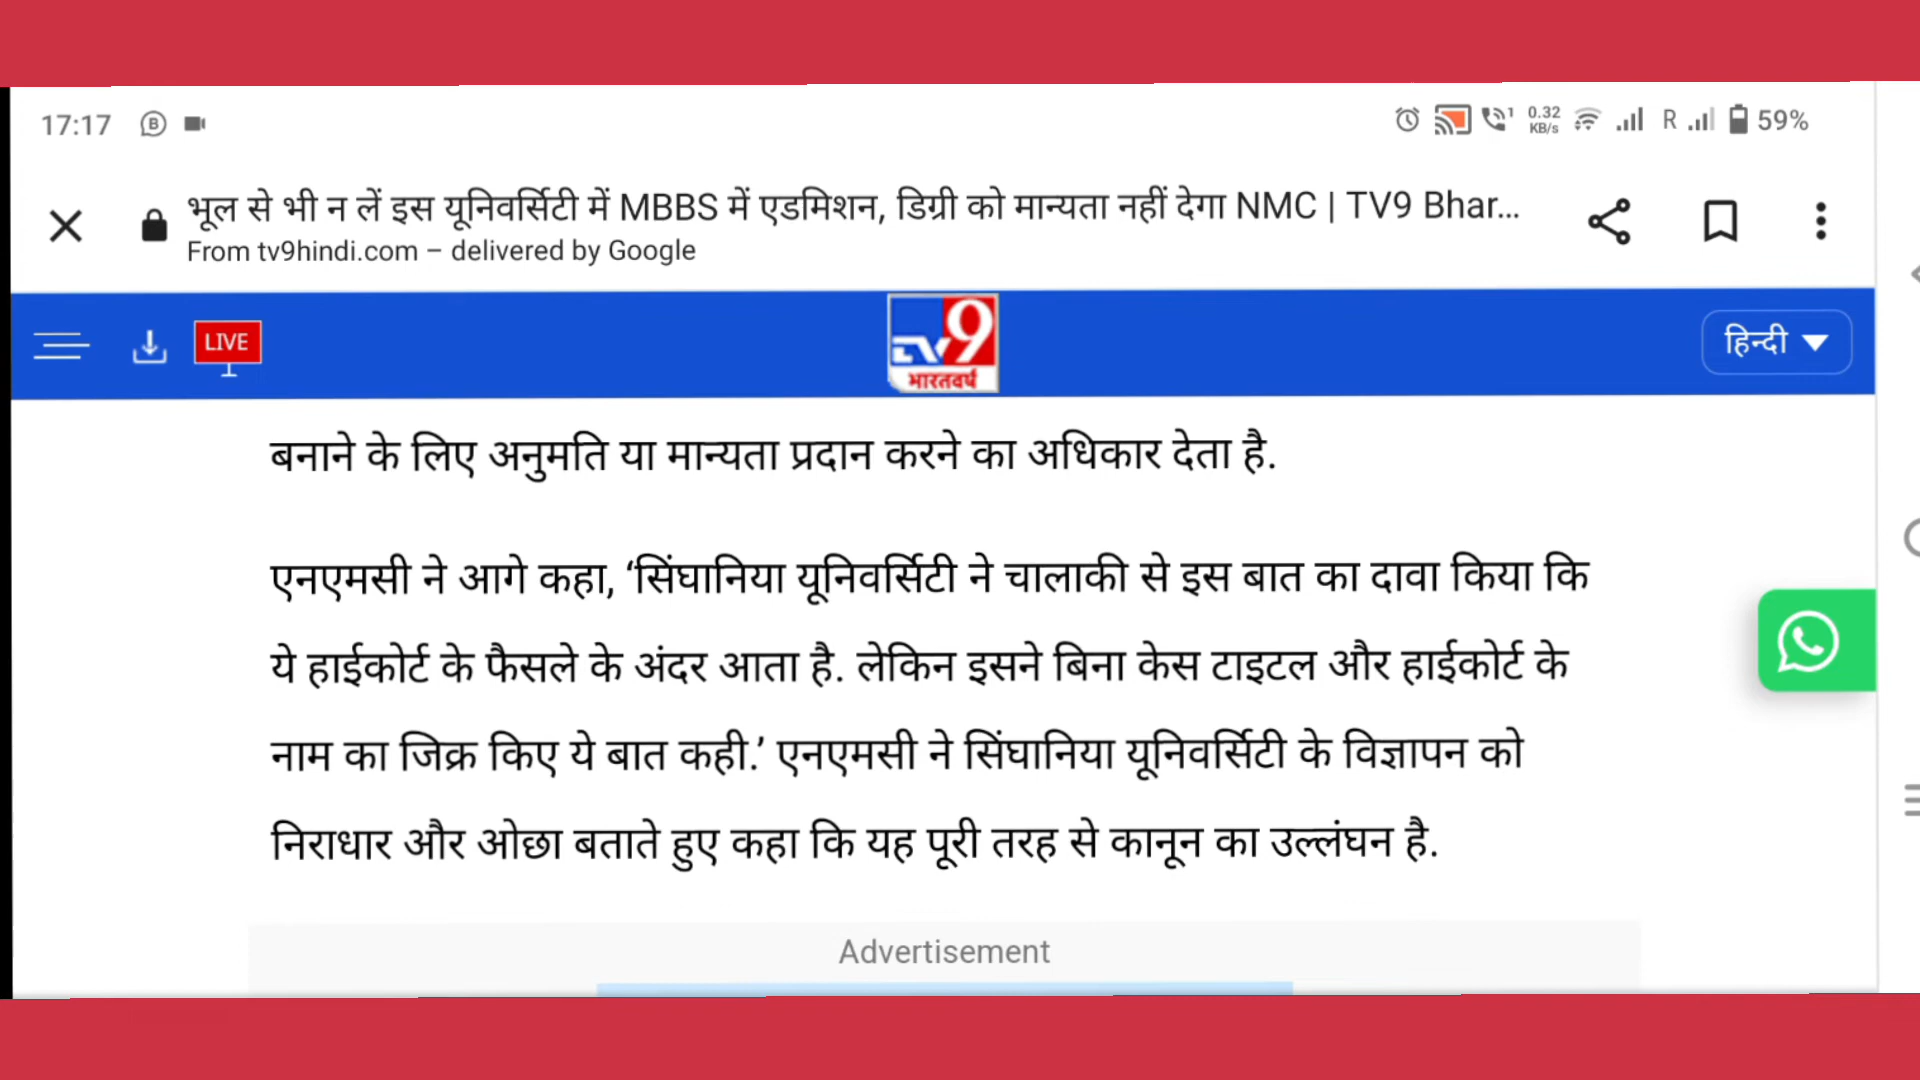 17:17 B 0.32 KB/s R 59%
भूल से भी न लें इस यूनिवर्सिटी में MBBS में एडमिशन, डिग्री को मान्यता नहीं देगा NMC | TV9 Bhar...
From tv9hindi.com – delivered by Google
LIVE
TV9
भारतवर्ष
हिन्दी
बनाने के लिए अनुमति या मान्यता प्रदान करने का अधिकार देता है.
एनएमसी ने आगे कहा, ‘सिंघानिया यूनिवर्सिटी ने चालाकी से इस बात का दावा किया कि
ये हाईकोर्ट के फैसले के अंदर आता है. लेकिन इसने बिना केस टाइटल और हाईकोर्ट के
नाम का जिक्र किए ये बात कही.’ एनएमसी ने सिंघानिया यूनिवर्सिटी के विज्ञापन को
निराधार और ओछा बताते हुए कहा कि यह पूरी तरह से कानून का उल्लंघन है.
Advertisement